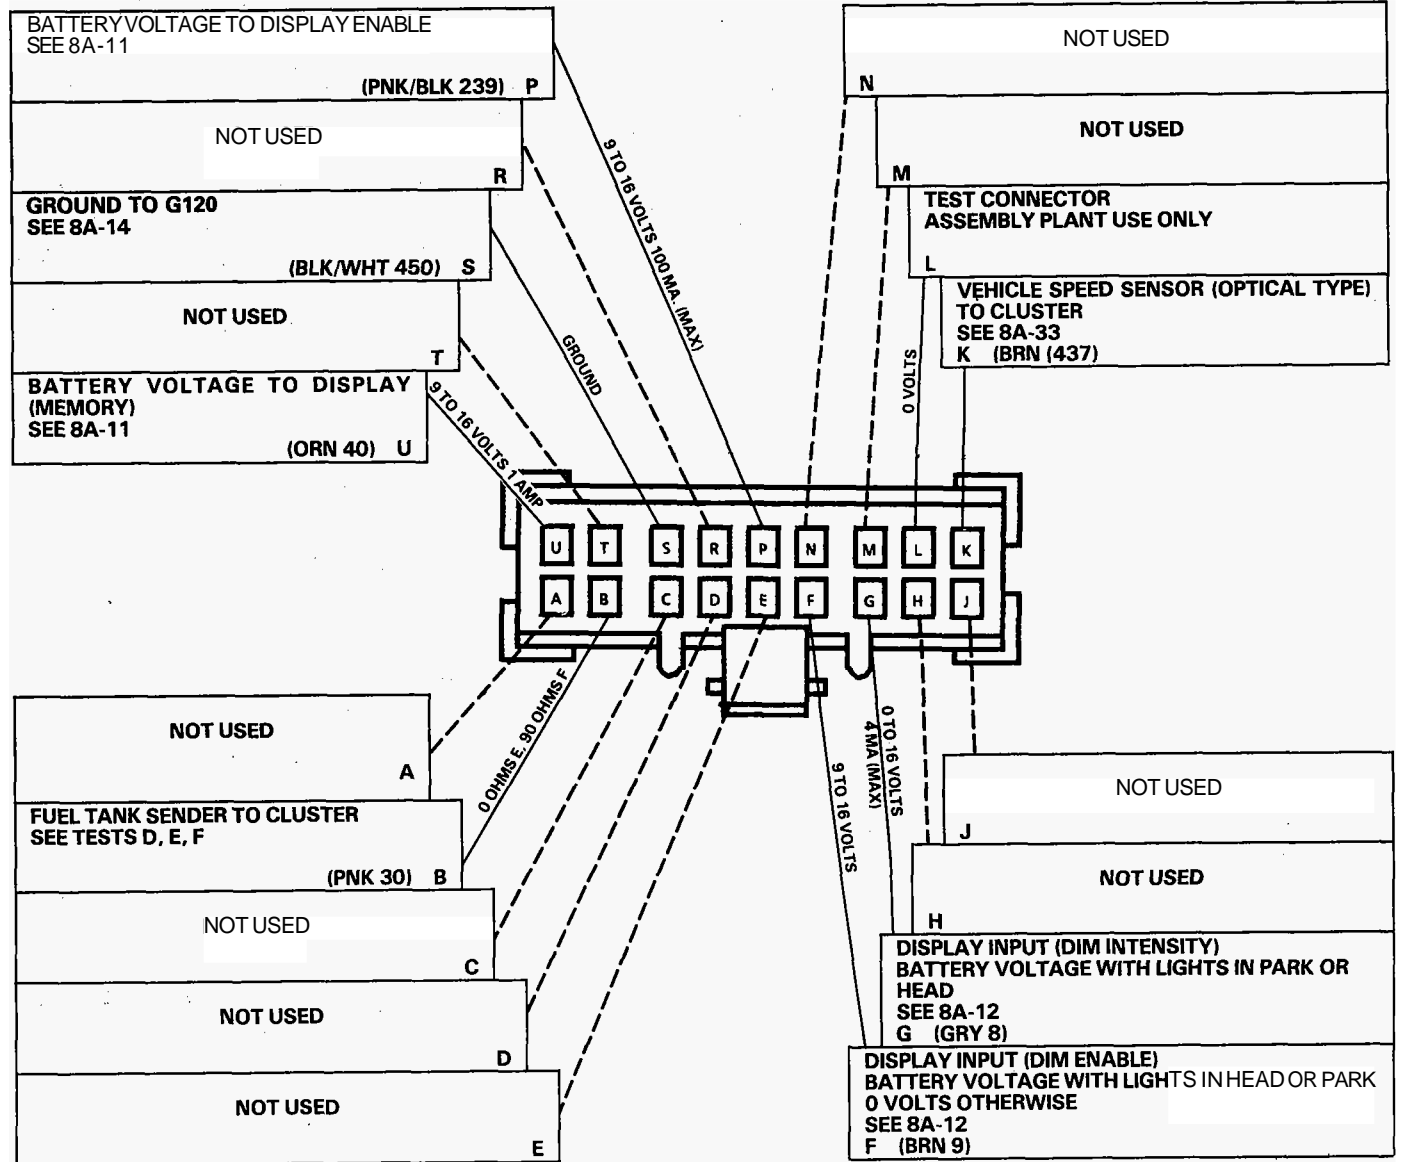 BATTERY VOLTAGE TO DISPLAY ENABLE
SEE 8A-11
(PNK/BLK 239) P
NOT USED
R
GROUND TO G120
SEE 8A-14
(BLK/WHT 450) S
NOT USED
T
BATTERY VOLTAGE TO DISPLAY
(MEMORY)
SEE 8A-11
(ORN 40) U
NOT USED
N
NOT USED
M
TEST CONNECTOR
ASSEMBLY PLANT USE ONLY
L
VEHICLE SPEED SENSOR (OPTICAL TYPE)
TO CLUSTER
SEE 8A-33
K (BRN (437)
9 TO 16 VOLTS 100 MA. (MAX)
GROUND
9 TO 16 VOLTS 1 AMP
0 VOLTS
U T S R P N M L K
A B C D E F G H J
0 OHMS E, 90 OHMS F
9 TO 16 VOLTS
0 TO 16 VOLTS
4 MA (MAX)
NOT USED
A
FUEL TANK SENDER TO CLUSTER
SEE TESTS D, E, F
(PNK 30) B
NOT USED
C
NOT USED
D
NOT USED
E
NOT USED
J
NOT USED
H
DISPLAY INPUT (DIM INTENSITY)
BATTERY VOLTAGE WITH LIGHTS IN PARK OR
HEAD
SEE 8A-12
G (GRY 8)
DISPLAY INPUT (DIM ENABLE)
BATTERY VOLTAGE WITH LIGHTS IN HEAD OR PARK
0 VOLTS OTHERWISE
SEE 8A-12
F (BRN 9)